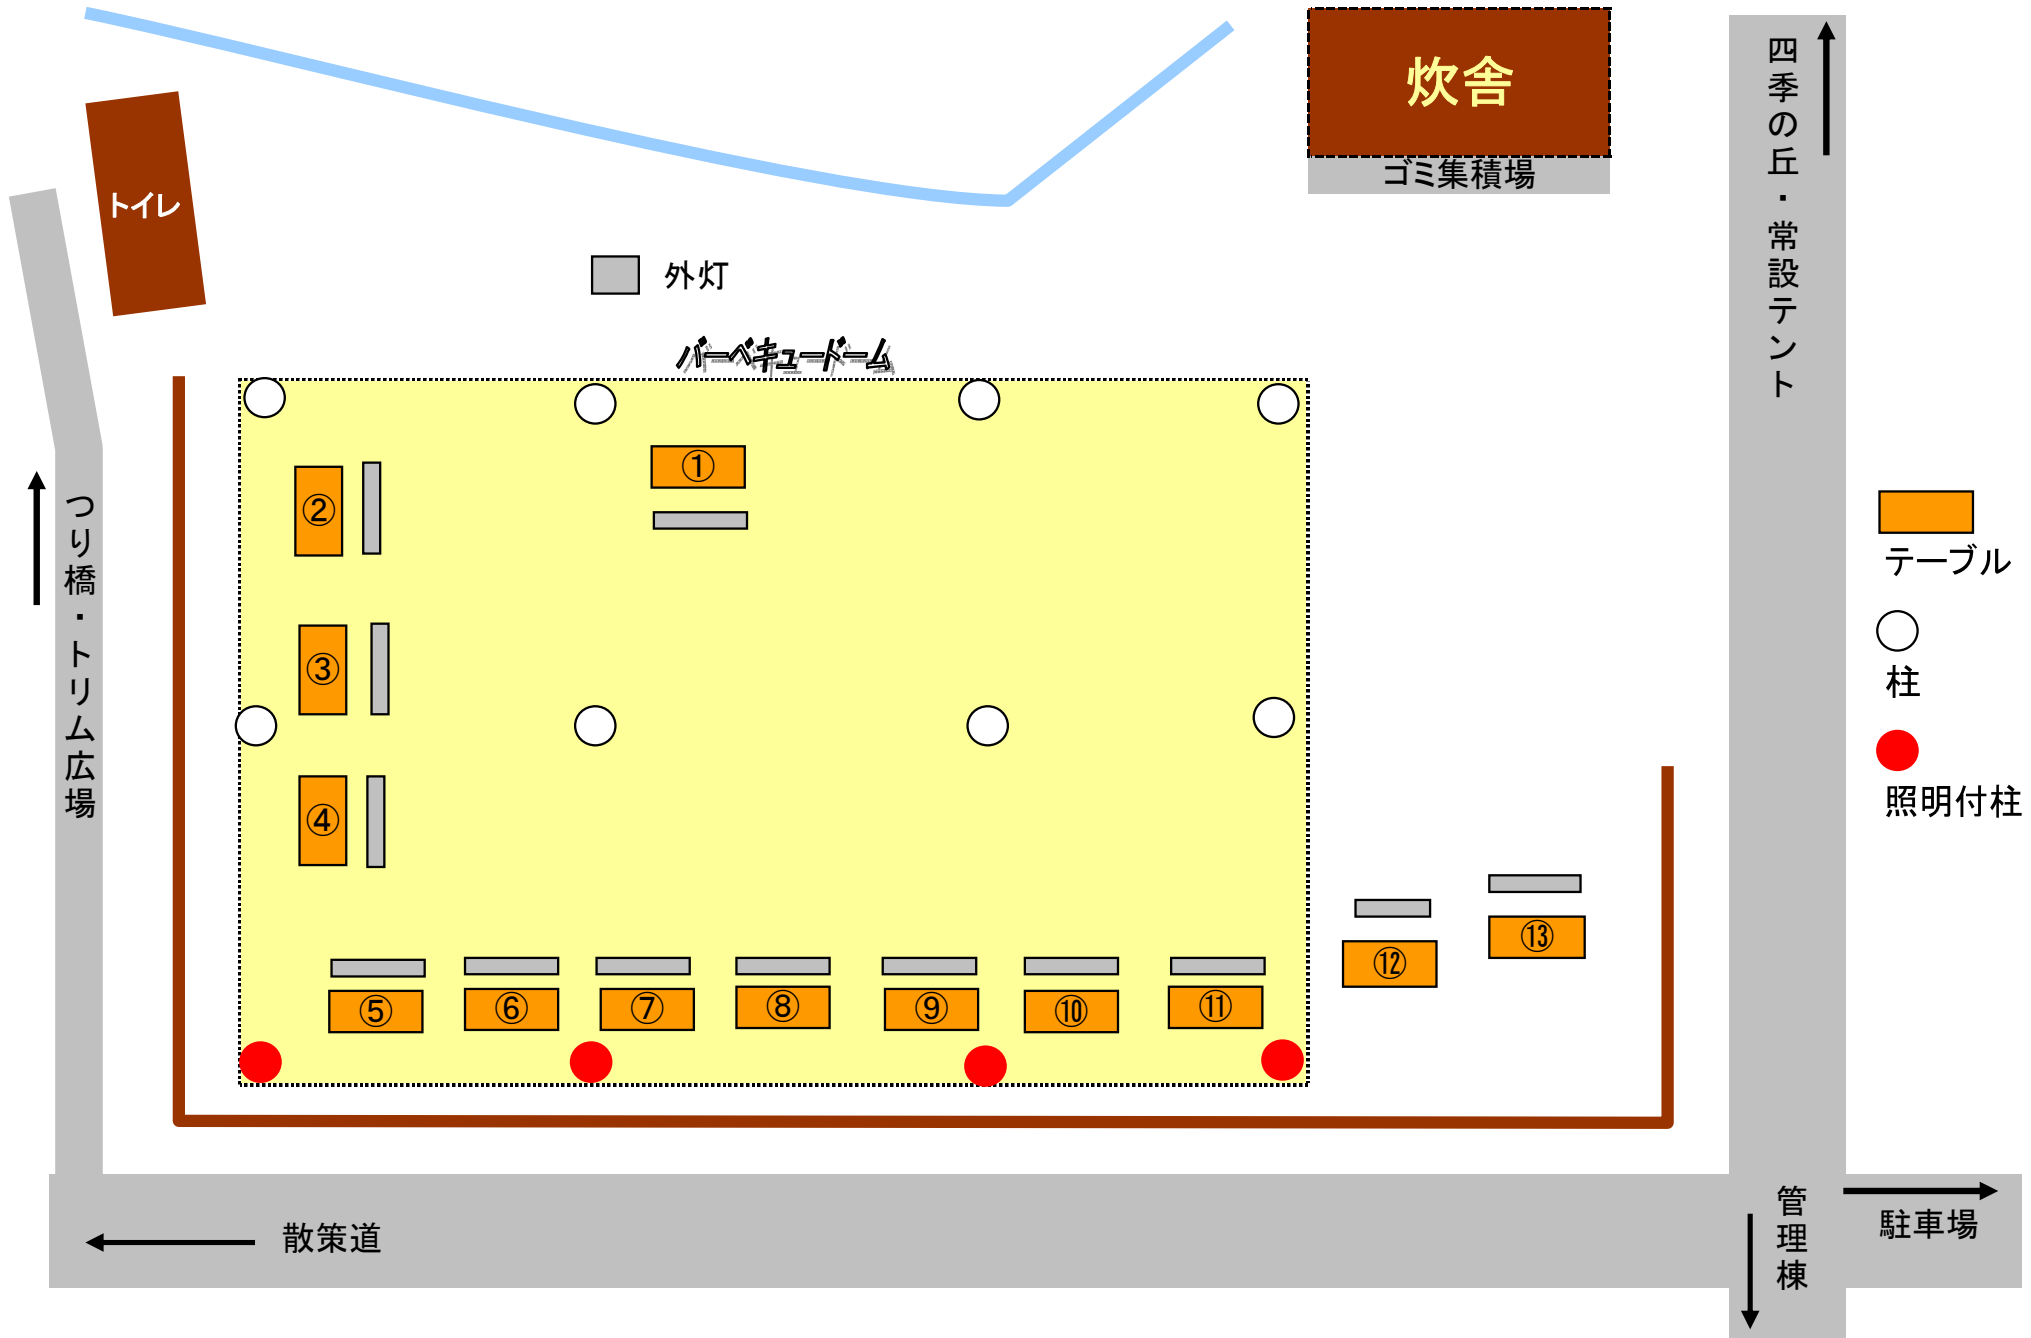 炊舎
ゴミ集積場
四季の丘・常設テント
トイレ
外灯
バーベキュードーム
つり橋・トリム広場
①
②
③
④
⑤
⑥
⑦
⑧
⑨
⑩
⑪
⑫
⑬
テーブル
柱
照明付柱
散策道
管理棟
駐車場